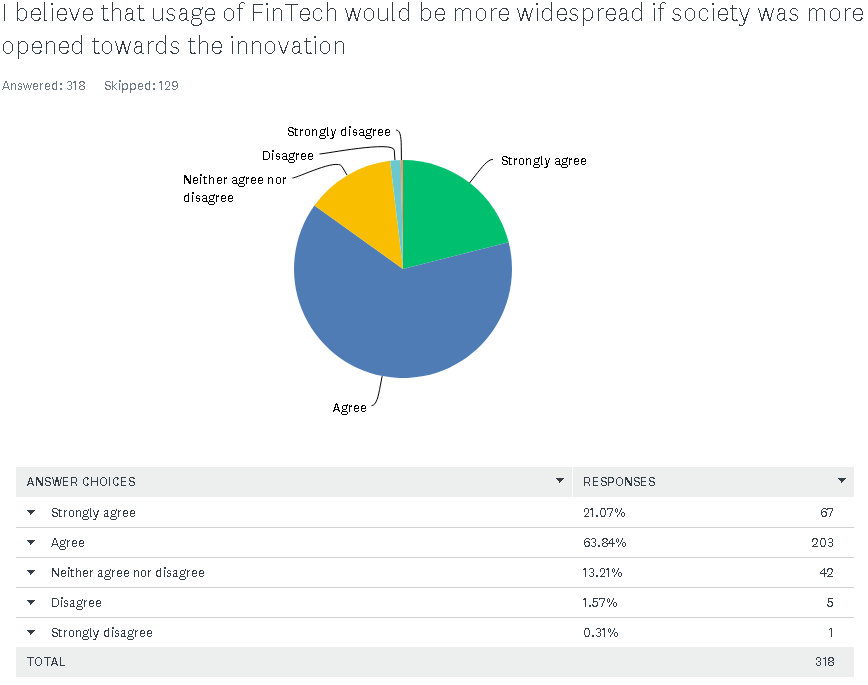 I believe that usage of FinTech would be more widespread if society was more
opened towards the innovation
Answered: 318 Skipped: 129
Strongly disagree
Disagree
Strongly agree
Neither agree nor
disagree
Agree
ANSWER CHOICES RESPONSES
Strongly agree 21.07% 67
Agree 63.84% 203
Neither agree nor disagree 13.21% 42
Disagree 1.57% 5
Strongly disagree 0.31% 1
TOTAL 318